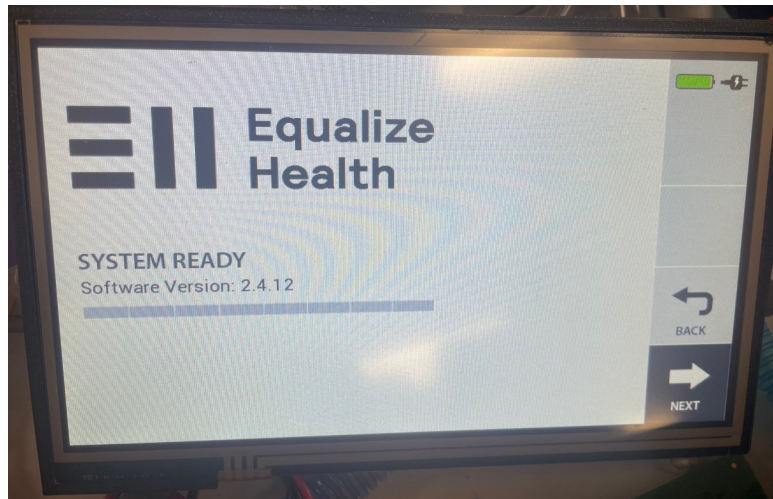 Equalize
Health
SYSTEM READY
Software Version: 2.4.12
BACK
NEXT